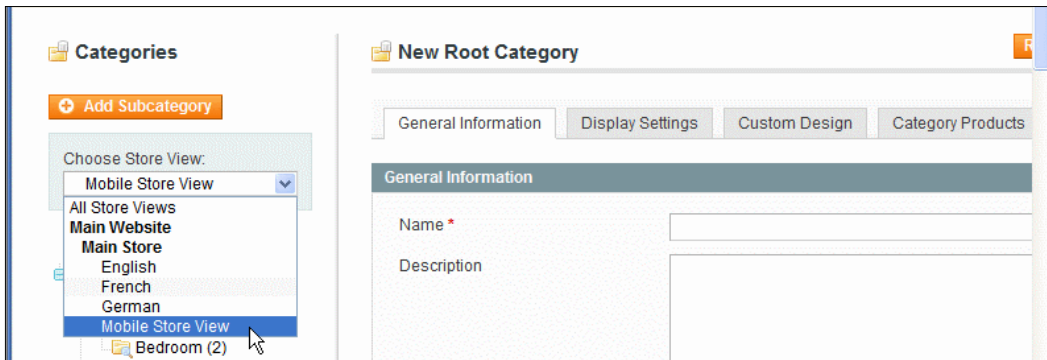 Categories
Add Subcategory
Choose Store View:
Mobile Store View
All Store Views
Main Website
Main Store
English
French
German
Mobile Store View
Bedroom (2)
New Root Category
General Information
Display Settings
Custom Design
Category Products
General Information
Name *
Description